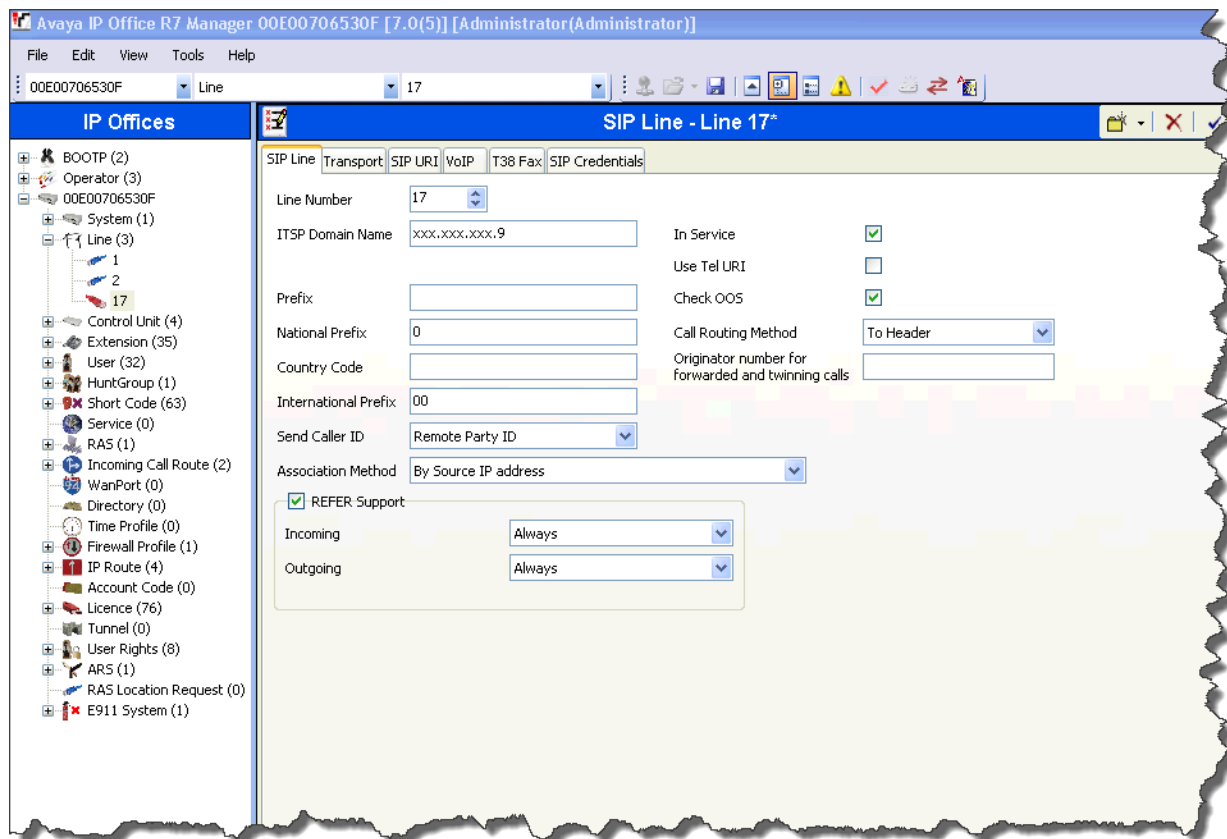 Avaya IP Office R7 Manager 00E00706530F [7.0(5)] [Administrator(Administrator)]
File Edit View Tools Help
00E00706530F Line 17
IP Offices
BOOTP (2)
Operator (3)
00E00706530F
System (1)
Line (3)
1
2
17
Control Unit (4)
Extension (35)
User (32)
HuntGroup (1)
Short Code (63)
Service (0)
RAS (1)
Incoming Call Route (2)
WanPort (0)
Directory (0)
Time Profile (0)
Firewall Profile (1)
IP Route (4)
Account Code (0)
Licence (76)
Tunnel (0)
User Rights (8)
ARS (1)
RAS Location Request (0)
E911 System (1)
SIP Line - Line 17*
SIP Line Transport SIP URI VoIP T38 Fax SIP Credentials
Line Number 17
ITSP Domain Name xxx.xxx.xxx.9 In Service
Use Tel URI
Prefix Check OOS
National Prefix 0 Call Routing Method To Header
Country Code Originator number for
forwarded and twinning calls
International Prefix 00
Send Caller ID Remote Party ID
Association Method By Source IP address
REFER Support
Incoming Always
Outgoing Always